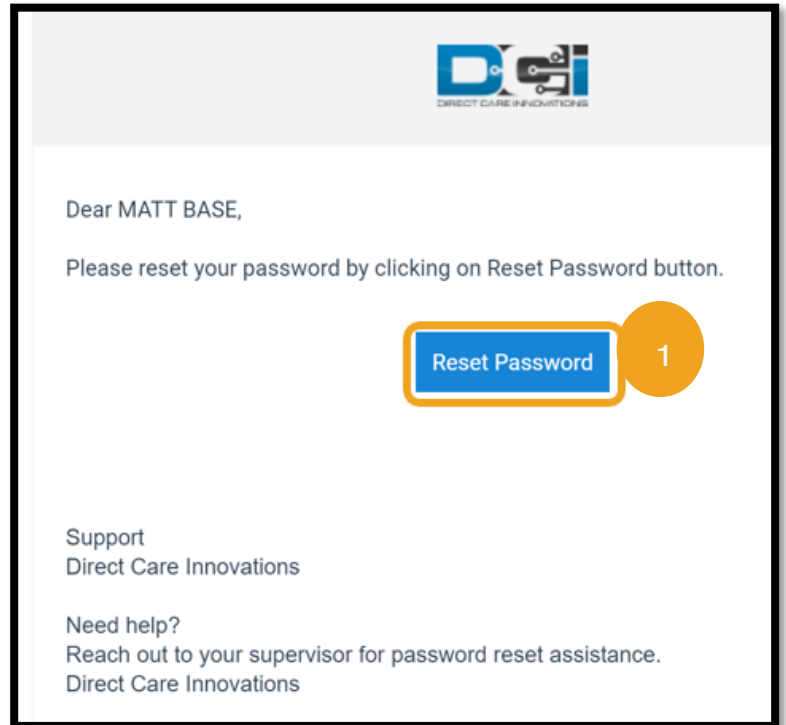 DCi
DIRECT CARE INNOVATIONS
Dear MATT BASE,
Please reset your password by clicking on Reset Password button.
Reset Password
1
Support
Direct Care Innovations
Need help?
Reach out to your supervisor for password reset assistance.
Direct Care Innovations